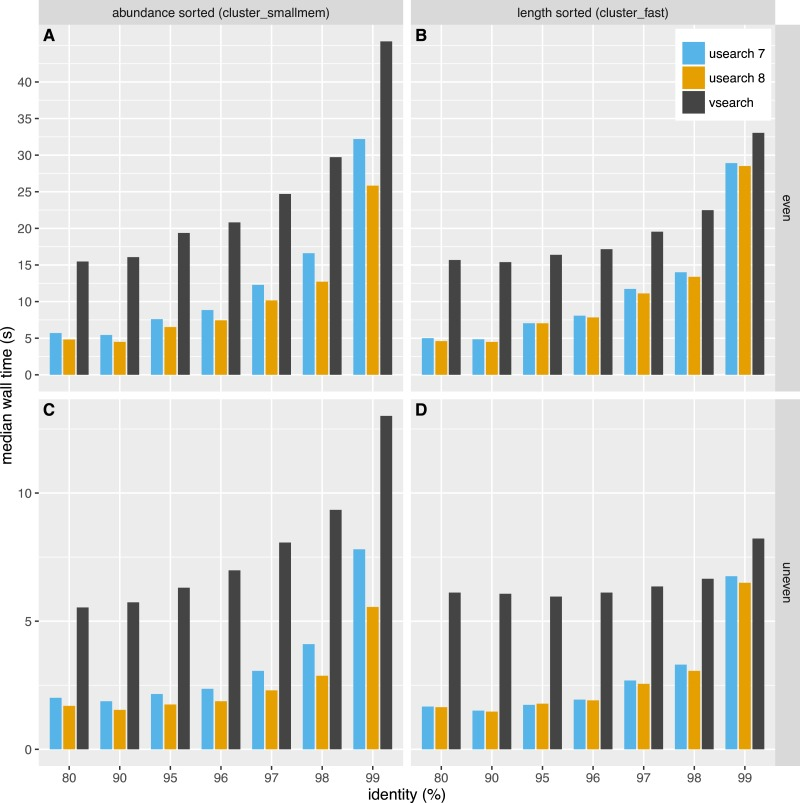 abundance sorted (cluster_smallmem)
length sorted (cluster_fast)
A
B
usearch 7
usearch 8
vsearch
40
35
30
25
20
15
10
5
0
even
median wall time (s)
C
D
10
5
0
uneven
80 90 95 96 97 98 99
80 90 95 96 97 98 99
identity (%)